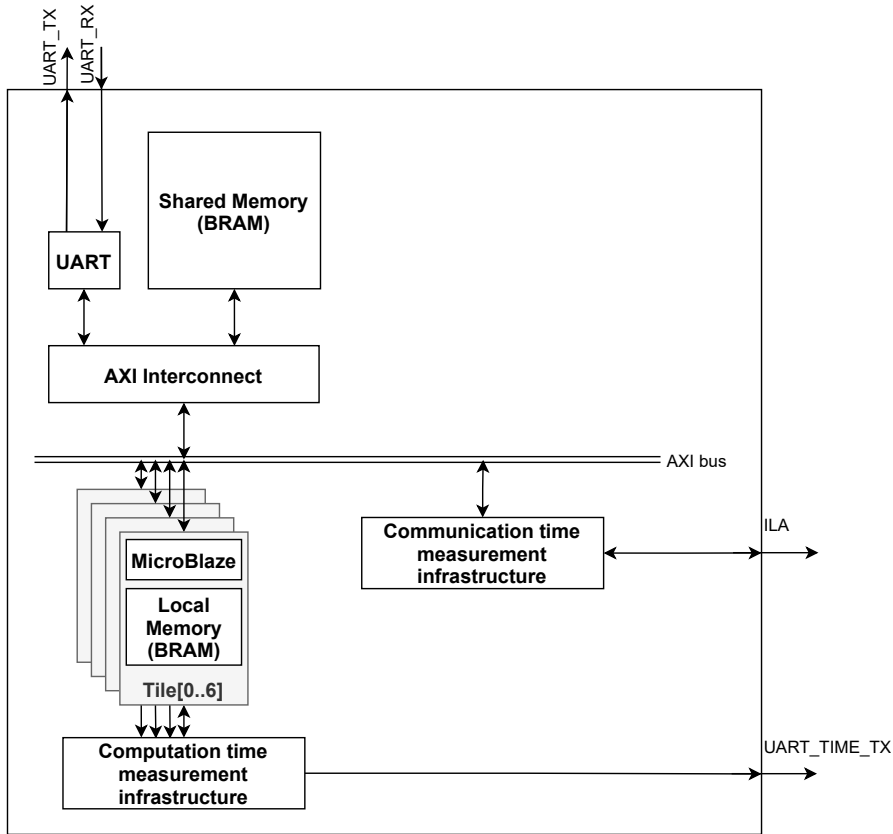 UART_TX
UART_RX
Shared Memory
(BRAM)
UART
AXI Interconnect
AXI bus
Communication time
measurement
infrastructure
ILA
MicroBlaze
Local
Memory
(BRAM)
Tile[0..6]
Computation time
measurement
infrastructure
UART_TIME_TX